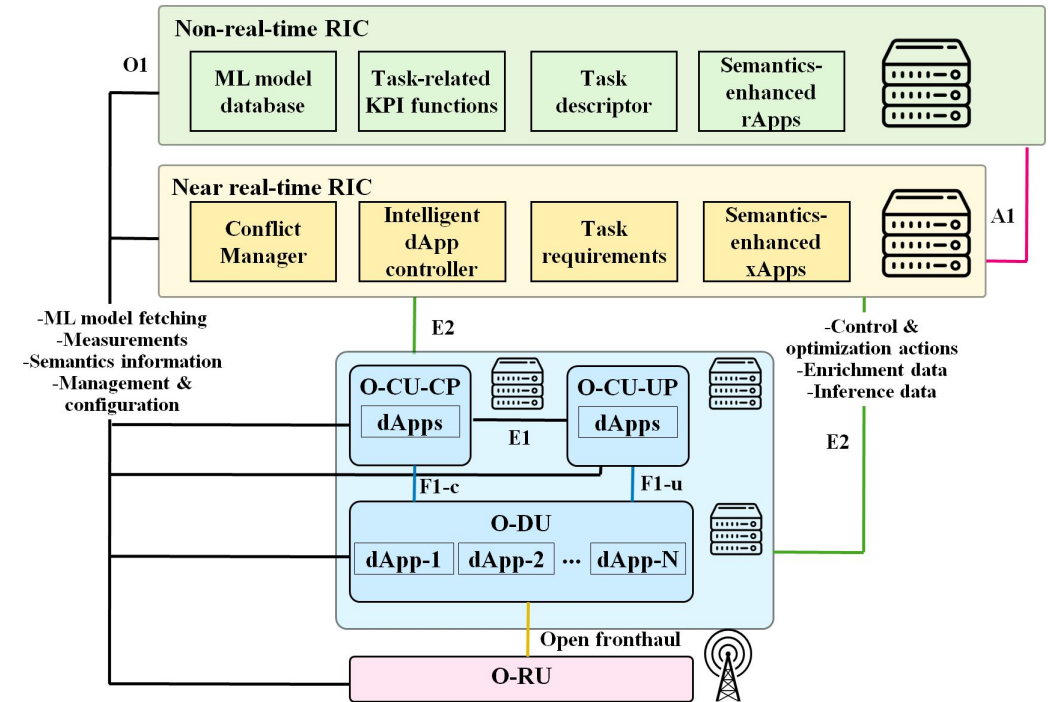 Non-real-time RIC
O1
ML model
database
Task-related
KPI functions
Task
descriptor
Semantics-
enhanced
rApps
Near real-time RIC
A1
Conflict
Manager
Intelligent
dApp
controller
Task
requirements
Semantics-
enhanced
xApps
-ML model fetching
-Measurements
-Semantics information
-Management &
configuration
E2
-Control &
optimization actions
-Enrichment data
-Inference data
E2
O-CU-CP
dApps
E1
O-CU-UP
dApps
F1-c
F1-u
O-DU
dApp-1
dApp-2
...
dApp-N
Open fronthaul
O-RU